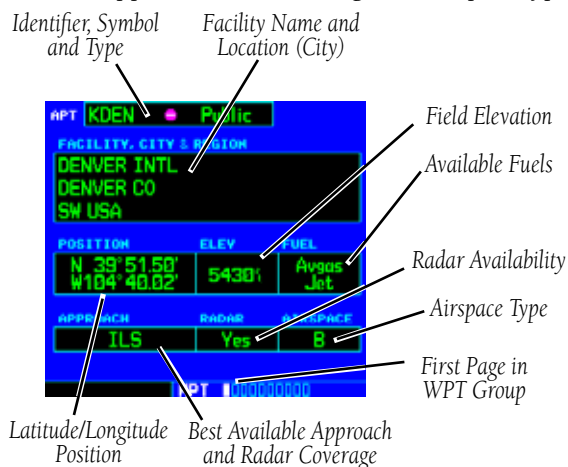 Identifier, Symbol
and Type
Facility Name and
Location (City)
APT KDEN Public
FACILITY, CITY & REGION
DENVER INTL
DENVER CO
SW USA
Field Elevation
Available Fuels
POSITION ELEV FUEL
N 39°51.50'
W104°40.02'
5430
Avgas
Jet
Radar Availability
Airspace Type
APPROACH RADAR AIRSPACE
ILS Yes B
First Page in
WPT Group
Latitude/Longitude
Position
Best Available Approach
and Radar Coverage